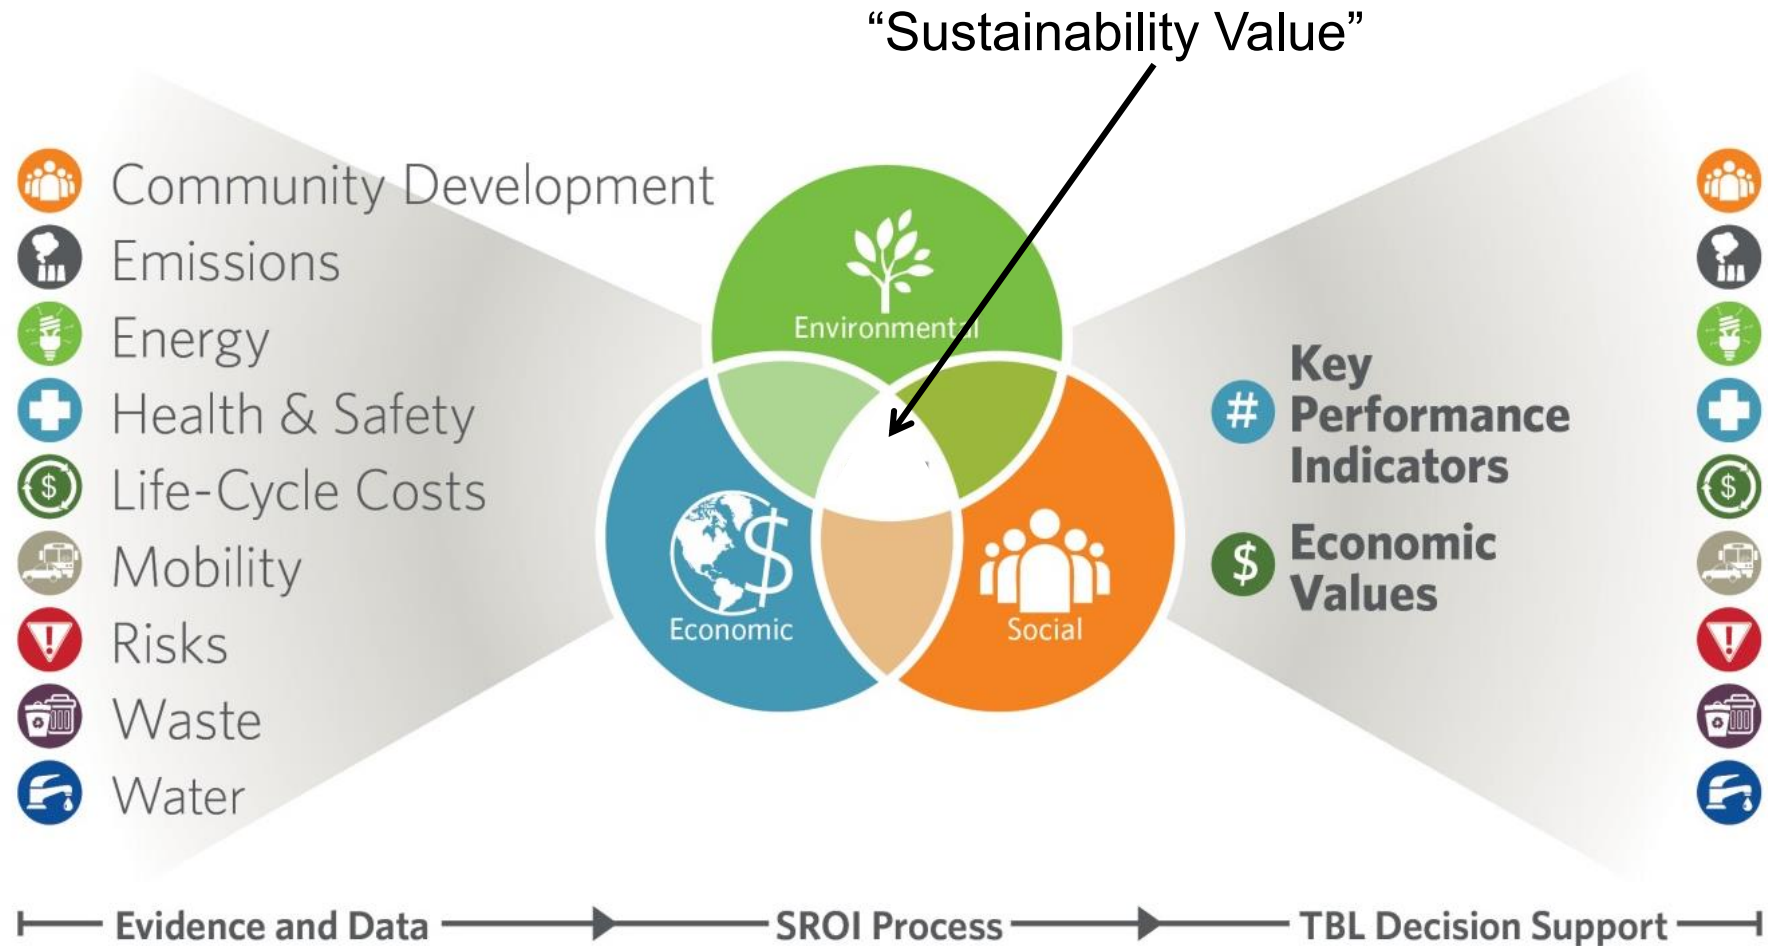 “Sustainability Value”
Community Development
Emissions
Energy
Health & Safety
$ Life-Cycle Costs
Mobility
! Risks
Waste
Water
Environmental
$
Economic
Social
# Key
Performance
Indicators
$ Economic
Values
$
!
Evidence and Data
SROI Process
TBL Decision Support